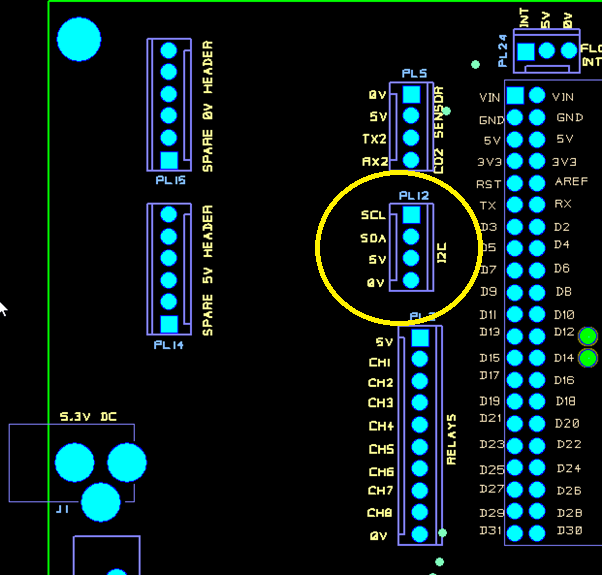 INT
5V
0V
PL24
SPARE 0V HEADER
PL15
PL5
0V
5V
TX2
RX2
CO2 SENSOR
PL12
SCL
SDA
5V
0V
I2C
SPARE 5V HEADER
PL14
5V
CH1
CH2
CH3
CH4
CH5
CH6
CH7
CH8
0V
RELAYS
5.3V DC
J1
VIN VIN
GND GND
5V 5V
3V3 3V3
RST AREF
TX RX
D3 D2
D5 D4
D7 D6
D9 D8
D11 D10
D13 D12
D15 D14
D17 D16
D19 D18
D21 D20
D23 D22
D25 D24
D27 D26
D29 D28
D31 D30